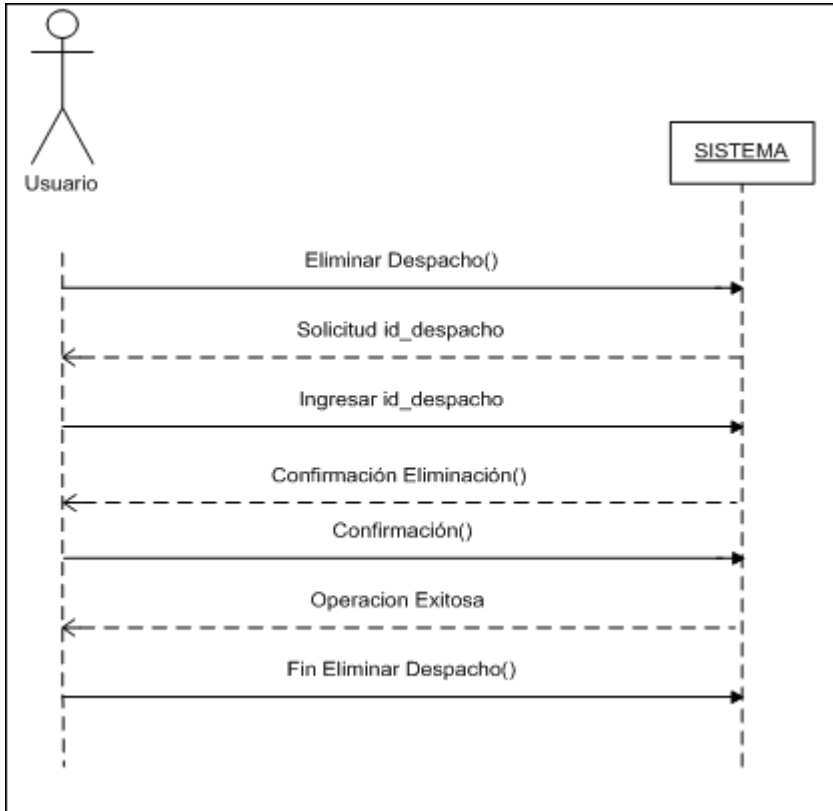 SISTEMA
Usuario
Eliminar Despacho()
Solicitud id_despacho
Ingresar id_despacho
Confirmación Eliminación()
Confirmación()
Operacion Exitosa
Fin Eliminar Despacho()